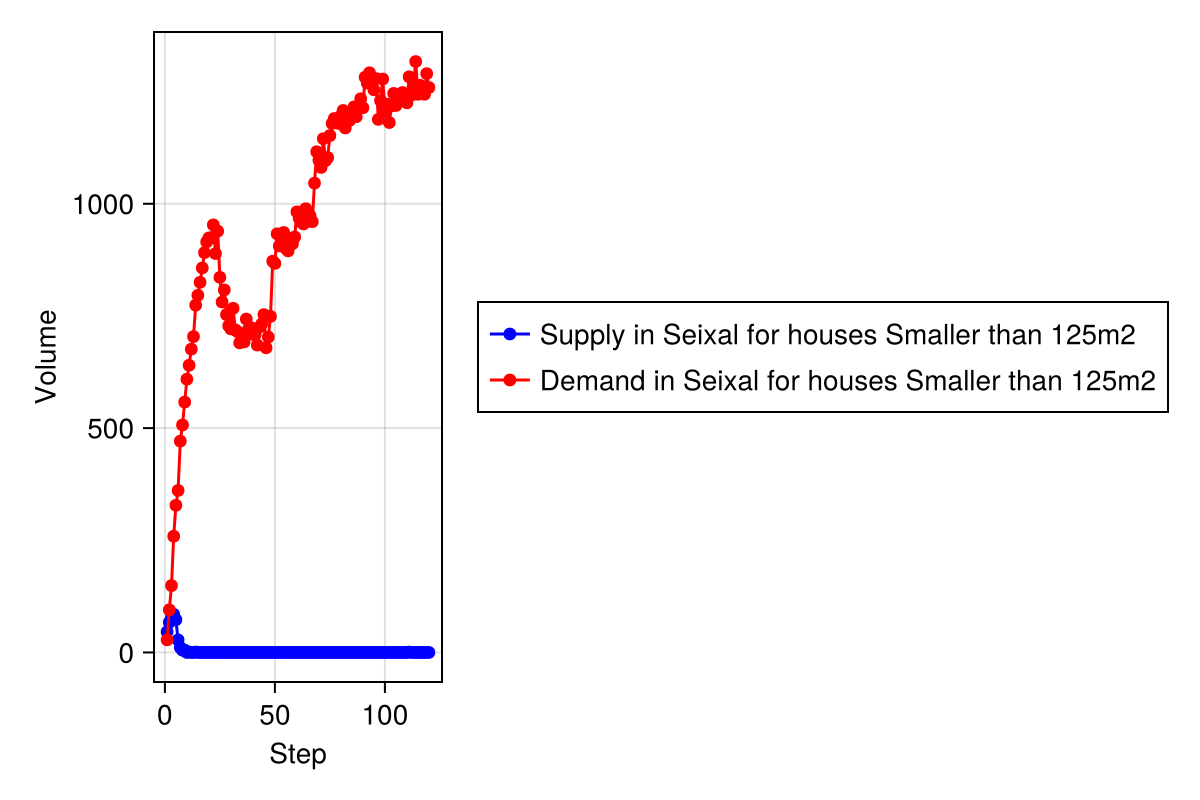 Volume
1000
500
0
0 50 100
Step
Supply in Seixal for houses Smaller than 125m2
Demand in Seixal for houses Smaller than 125m2